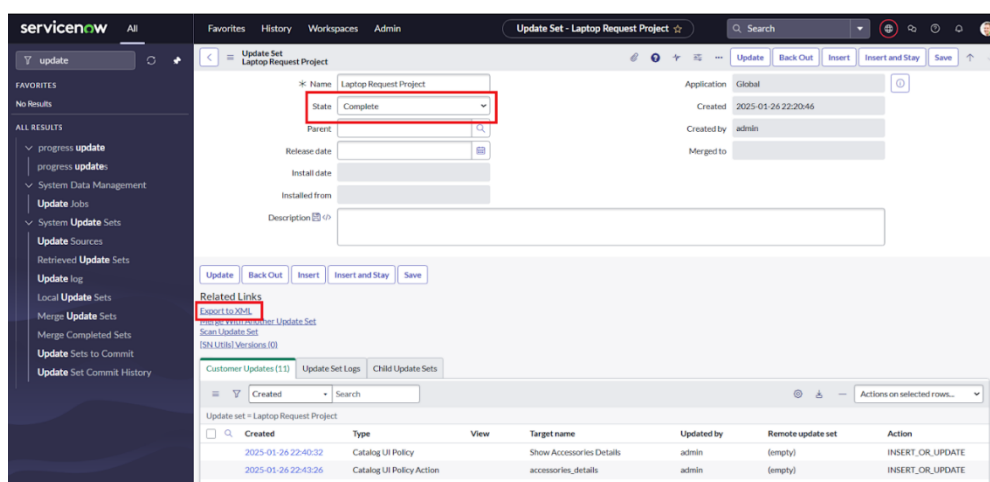 servicenow All Favorites History Workspaces Admin Update Set - Laptop Request Project Search
update
FAVORITES
No Results
ALL RESULTS
progress update
progress updates
System Data Management
Update Jobs
System Update Sets
Update Sources
Retrieved Update Sets
Update log
Local Update Sets
Merge Update Sets
Merge Completed Sets
Update Sets to Commit
Update Set Commit History
Update Set
Laptop Request Project
Update Back Out Insert Insert and Stay Save
Name Laptop Request Project
State Complete
Parent
Release date
Install date
Installed from
Description
Application Global
Created 2025-01-26 22:20:46
Created by admin
Merged to
Update Back Out Insert Insert and Stay Save
Related Links
Export to XML
Merge With Another Update Set
Scan Update Set
[SN Utils] Versions (0)
Customer Updates (11) Update Set Logs Child Update Sets
Created Search Actions on selected rows...
Update set = Laptop Request Project
Created Type View Target name Updated by Remote update set Action
2025-01-26 22:40:32 Catalog UI Policy Show Accessories Details admin (empty) INSERT_OR_UPDATE
2025-01-26 22:43:26 Catalog UI Policy Action accessories_details admin (empty) INSERT_OR_UPDATE